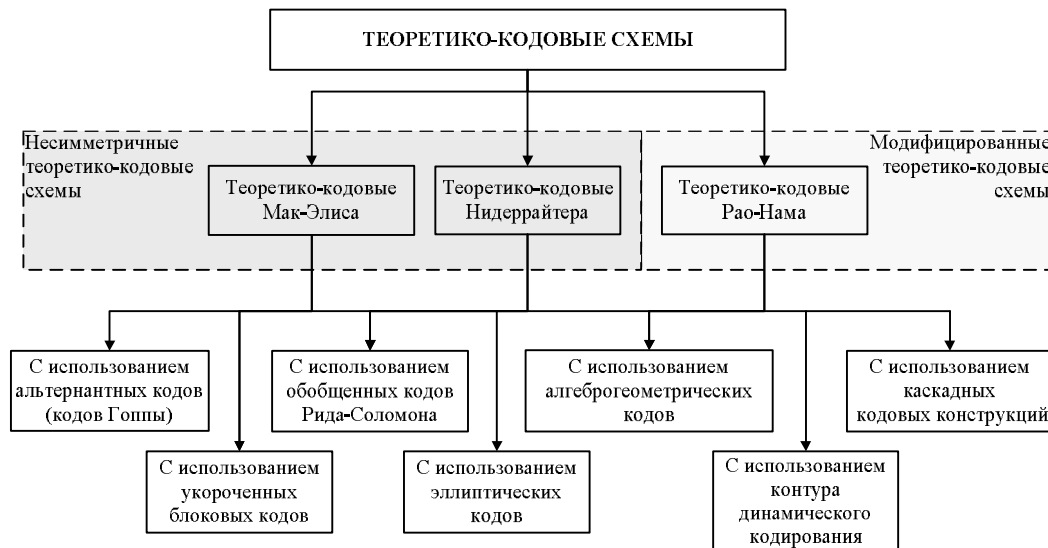 ТЕОРЕТИКО-КОДОВЫЕ СХЕМЫ
Несимметричные
теоретико-кодовые
схемы
Модифицированные
теоретико-кодовые
схемы
Теоретико-кодовые
Мак-Элиса
Теоретико-кодовые
Нидеррайтера
Теоретико-кодовые
Рао-Нама
С использованием
альтернантных кодов
(кодов Гоппы)
С использованием
обобщенных кодов
Рида-Соломона
С использованием
алгеброгеометрических
кодов
С использованием
каскадных
кодовых конструкций
С использованием
укороченных
блоковых кодов
С использованием
эллиптических
кодов
С использованием
контура
динамического
кодирования